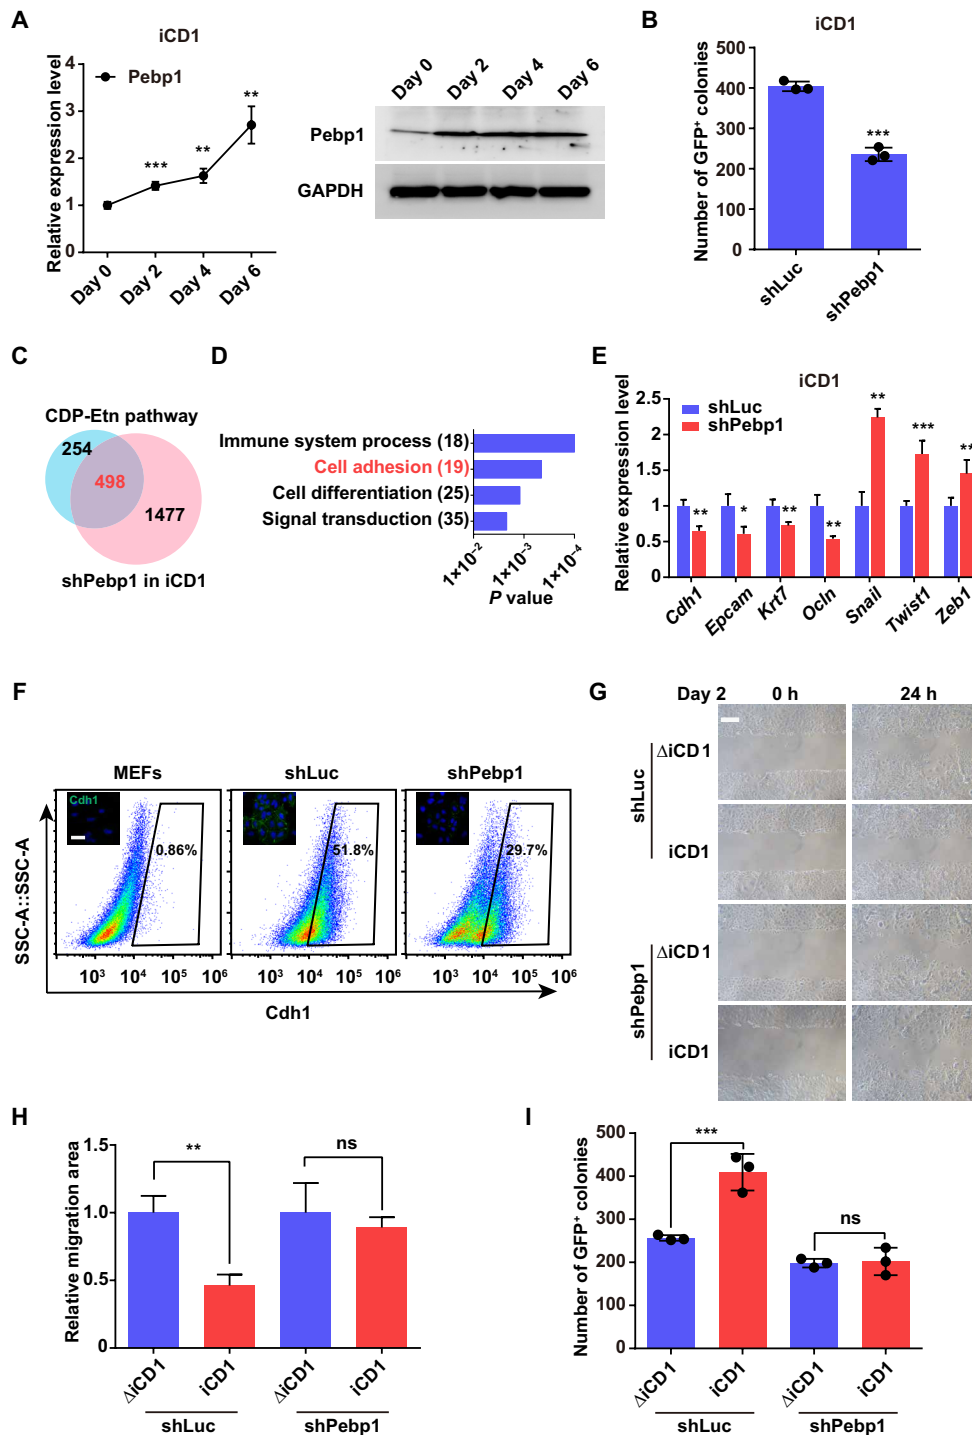 A
iCD1
Relative expression level
4
3
2
1
0
Pebp1
***
**
**
Day 0
Day 2
Day 4
Day 6
Day 0
Day 2
Day 4
Day 6
Pebp1
GAPDH
B
iCD1
Number of GFP⁺ colonies
500
400
300
200
100
0
***
shLuc
shPebp1
C
CDP-Etn pathway
254
498
1477
shPebp1 in iCD1
D
Immune system process (18)
Cell adhesion (19)
Cell differentiation (25)
Signal transduction (35)
1×10⁻²
1×10⁻³
1×10⁻⁴
P value
E
iCD1
Relative expression level
2.5
2.0
1.5
1.0
0.5
0
shLuc
shPebp1
**
*
**
**
**
***
**
Cdh1
Epcam
Krt7
Ocln
Snail
Twist1
Zeb1
F
MEFs
shLuc
shPebp1
SSC-A::SSC-A
Cdh1
0.86%
51.8%
29.7%
10³ 10⁴ 10⁵ 10⁶
10³ 10⁴ 10⁵ 10⁶
10³ 10⁴ 10⁵ 10⁶
Cdh1
G
Day 2 0 h 24 h
shLuc
ΔiCD1
iCD1
shPebp1
ΔiCD1
iCD1
H
Relative migration area
1.5
1.0
0.5
0
**
ns
ΔiCD1
iCD1
ΔiCD1
iCD1
shLuc
shPebp1
I
Number of GFP⁺ colonies
500
400
300
200
100
0
***
ns
ΔiCD1
iCD1
ΔiCD1
iCD1
shLuc
shPebp1